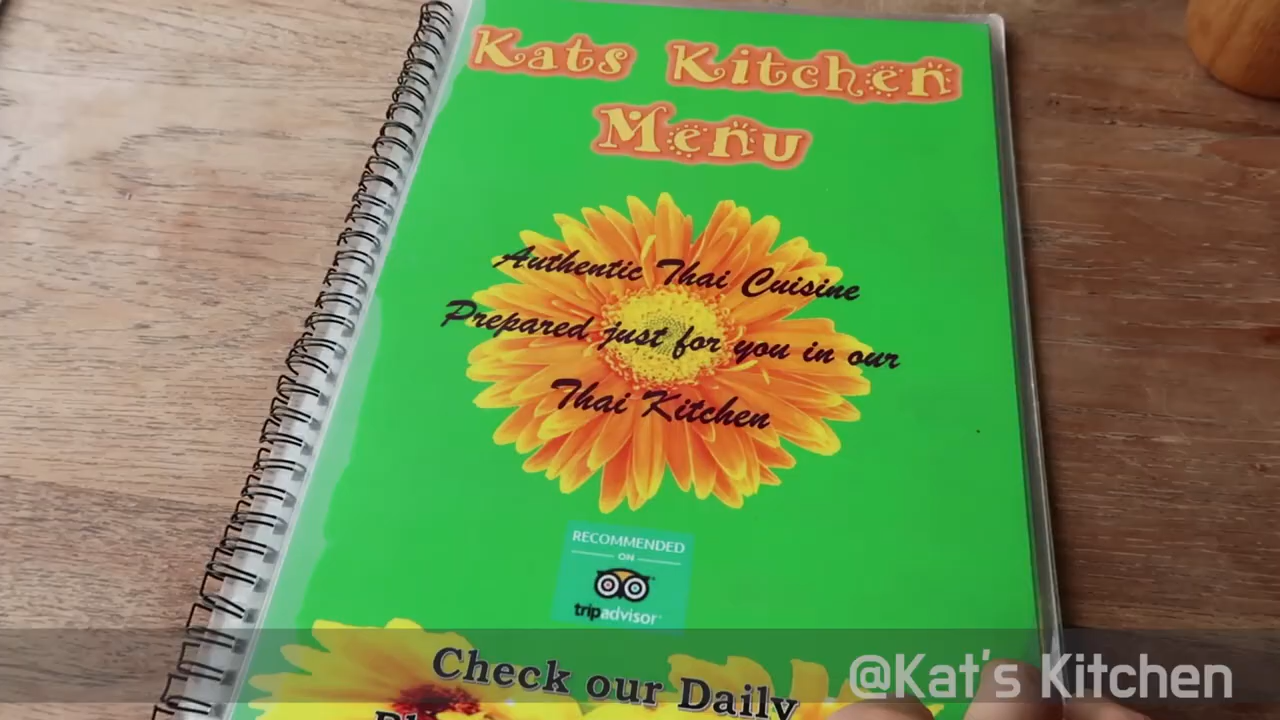 Kats Kitchen
Menu
Authentic Thai Cuisine
Prepared just for you in our
Thai Kitchen
RECOMMENDED
ON
tripadvisor
Check our Daily
@Kat's Kitchen